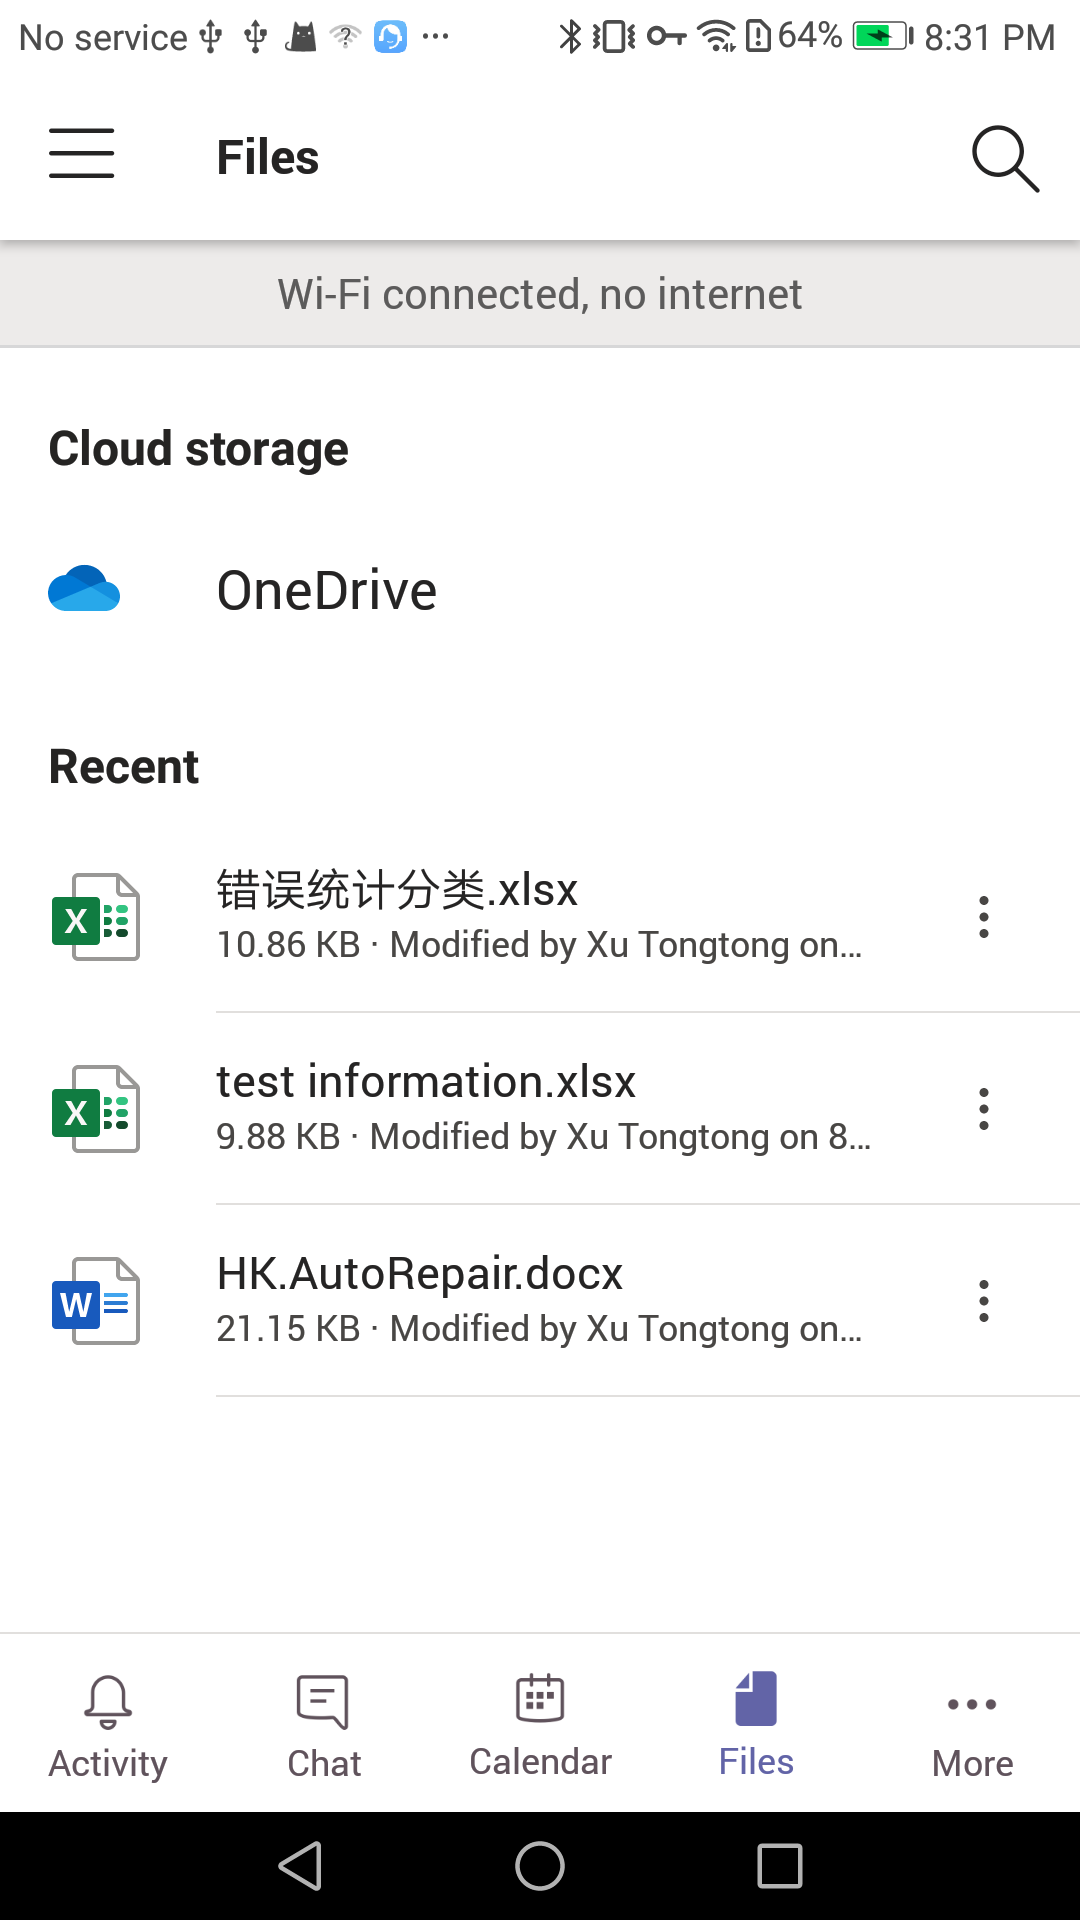 No service 64% 8:31 PM
Files
Wi-Fi connected, no internet
Cloud storage
OneDrive
Recent
错误统计分类.xlsx
10.86 KB · Modified by Xu Tongtong on...
test information.xlsx
9.88 KB · Modified by Xu Tongtong on 8...
HK.AutoRepair.docx
21.15 KB · Modified by Xu Tongtong on...
Activity Chat Calendar Files More